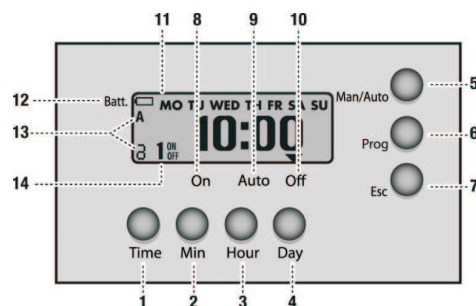 11 8 9 10
12 Batt. MO TU WED TH FR SA SU Man/Auto 5
13 A 10:00
Prog 6
3 1 ON OFF
14 On Auto Off Esc 7
Time Min Hour Day
1 2 3 4